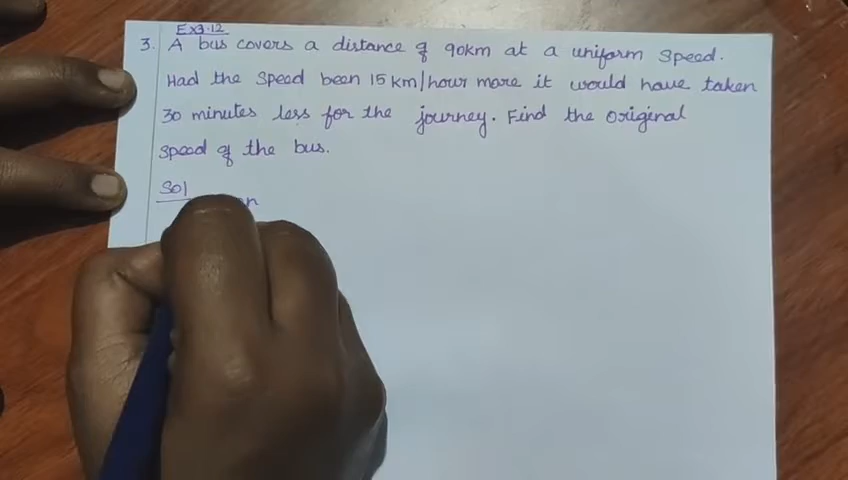 Ex3.12
3. A bus covers a distance of 90km at a uniform speed.
Had the speed been 15 km/hour more it would have taken
30 minutes less for the journey. Find the original
speed of the bus.
Sol